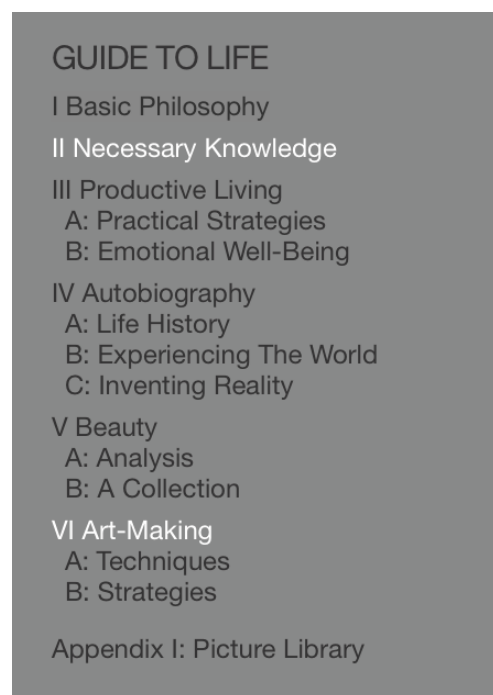 GUIDE TO LIFE
I Basic Philosophy
II Necessary Knowledge
III Productive Living
A: Practical Strategies
B: Emotional Well-Being
IV Autobiography
A: Life History
B: Experiencing The World
C: Inventing Reality
V Beauty
A: Analysis
B: A Collection
VI Art-Making
A: Techniques
B: Strategies
Appendix I: Picture Library